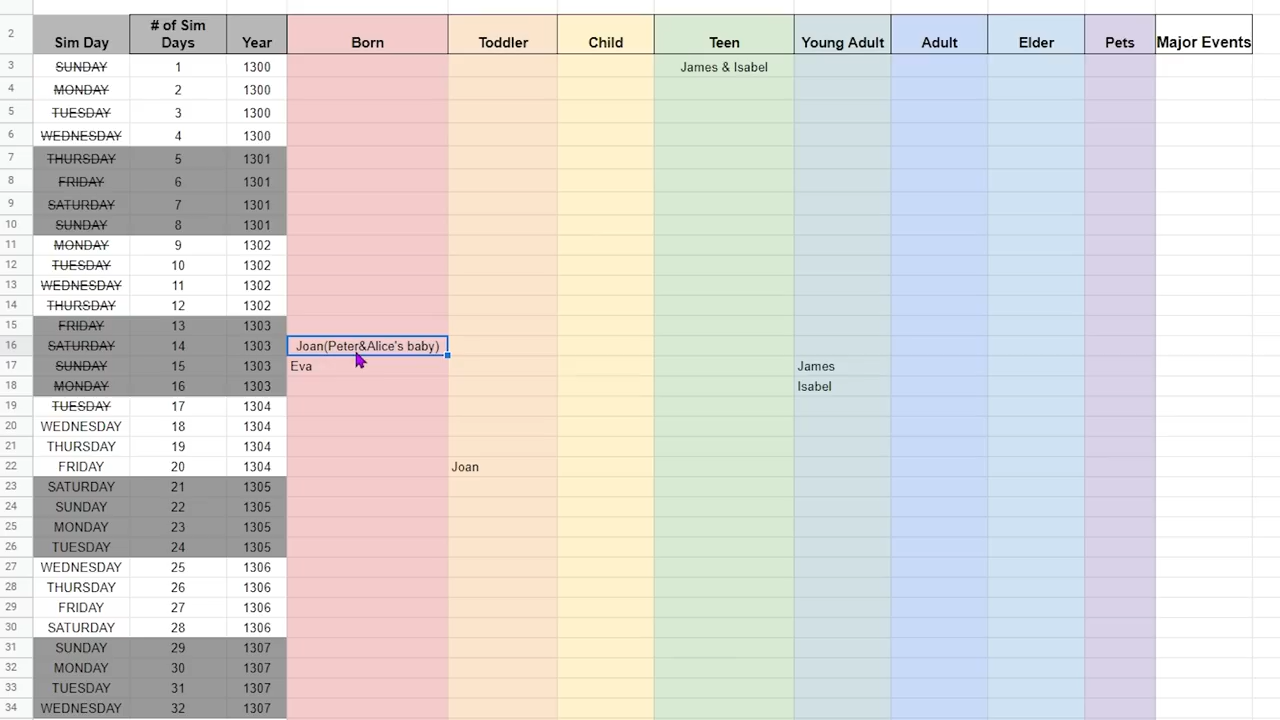 2 Sim Day # of Sim Days Year Born Toddler Child Teen Young Adult Adult Elder Pets Major Events
3 SUNDAY 1 1300 James & Isabel
4 MONDAY 2 1300
5 TUESDAY 3 1300
6 WEDNESDAY 4 1300
7 THURSDAY 5 1301
8 FRIDAY 6 1301
9 SATURDAY 7 1301
10 SUNDAY 8 1301
11 MONDAY 9 1302
12 TUESDAY 10 1302
13 WEDNESDAY 11 1302
14 THURSDAY 12 1302
15 FRIDAY 13 1303
16 SATURDAY 14 1303 Joan(Peter&Alice's baby)
17 SUNDAY 15 1303 Eva James
18 MONDAY 16 1303 Isabel
19 TUESDAY 17 1304
20 WEDNESDAY 18 1304
21 THURSDAY 19 1304
22 FRIDAY 20 1304 Joan
23 SATURDAY 21 1305
24 SUNDAY 22 1305
25 MONDAY 23 1305
26 TUESDAY 24 1305
27 WEDNESDAY 25 1306
28 THURSDAY 26 1306
29 FRIDAY 27 1306
30 SATURDAY 28 1306
31 SUNDAY 29 1307
32 MONDAY 30 1307
33 TUESDAY 31 1307
34 WEDNESDAY 32 1307